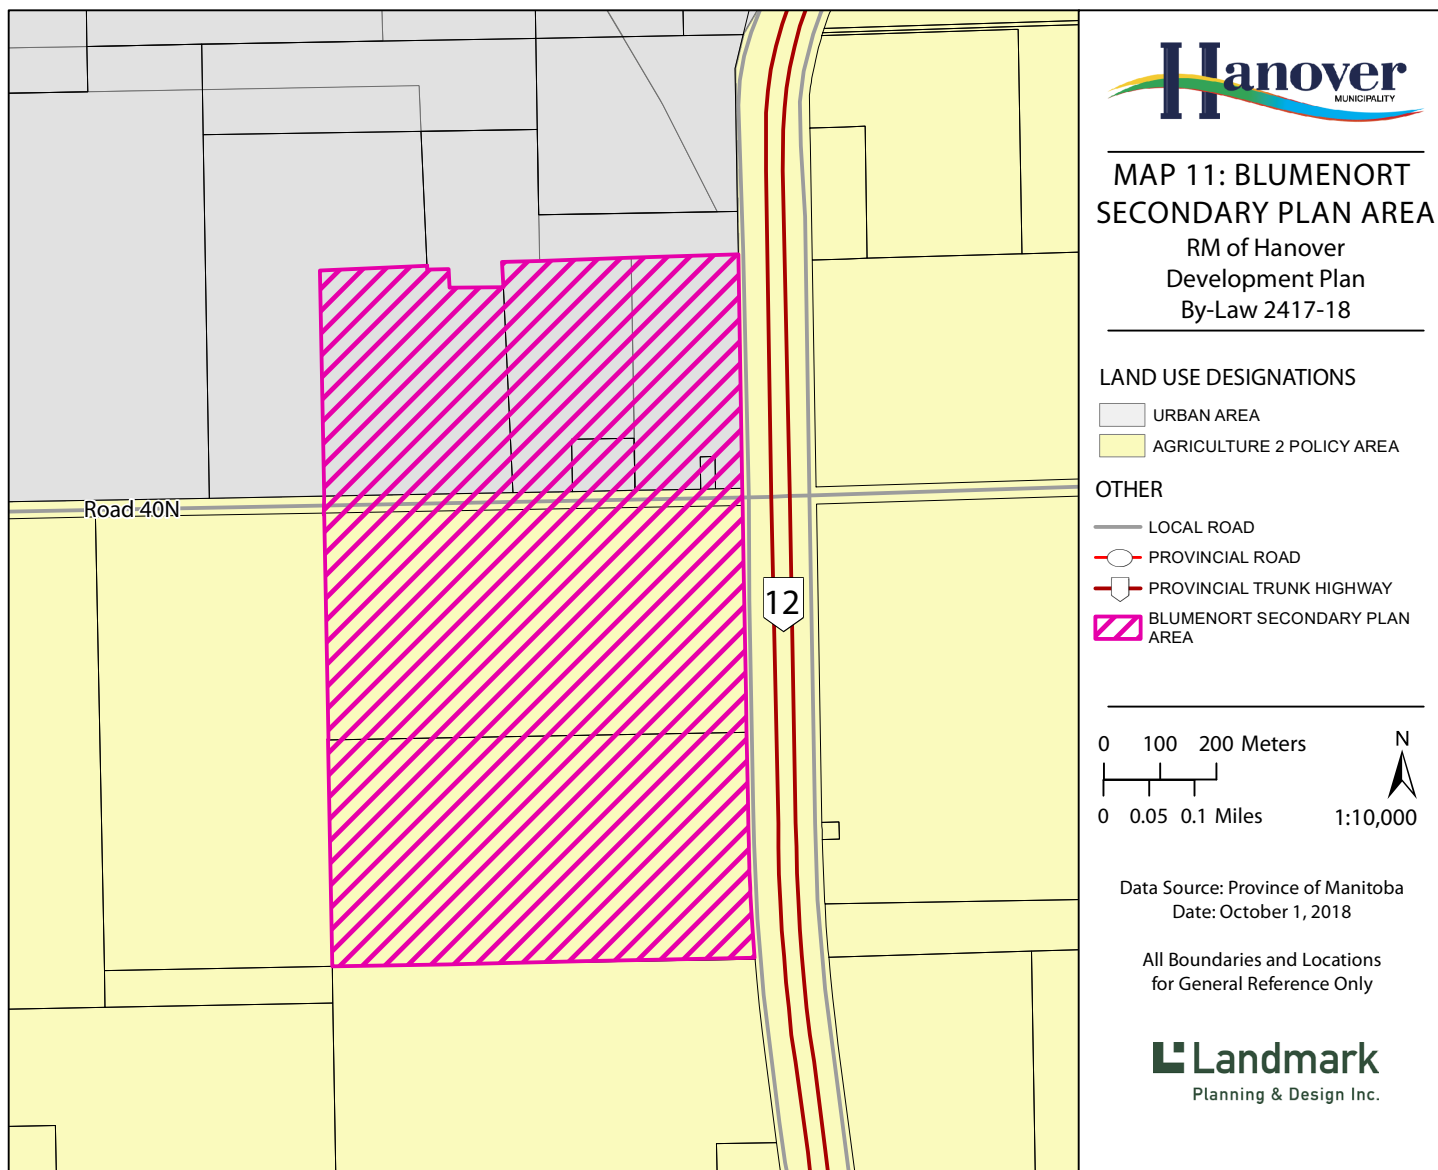 Hanover
MUNICIPALITY
MAP 11: BLUMENORT
SECONDARY PLAN AREA
RM of Hanover
Development Plan
By-Law 2417-18
LAND USE DESIGNATIONS
URBAN AREA
AGRICULTURE 2 POLICY AREA
OTHER
LOCAL ROAD
PROVINCIAL ROAD
PROVINCIAL TRUNK HIGHWAY
BLUMENORT SECONDARY PLAN
AREA
0 100 200 Meters
0 0.05 0.1 Miles
N
1:10,000
Data Source: Province of Manitoba
Date: October 1, 2018
All Boundaries and Locations
for General Reference Only
Landmark
Planning & Design Inc.
Road 40N
12